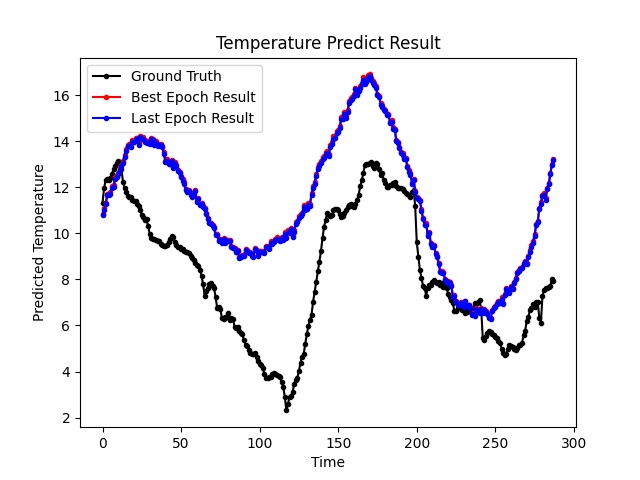 Temperature Predict Result
Ground Truth
Best Epoch Result
Last Epoch Result
Predicted Temperature
16
14
12
10
8
6
4
2
0 50 100 150 200 250 300
Time